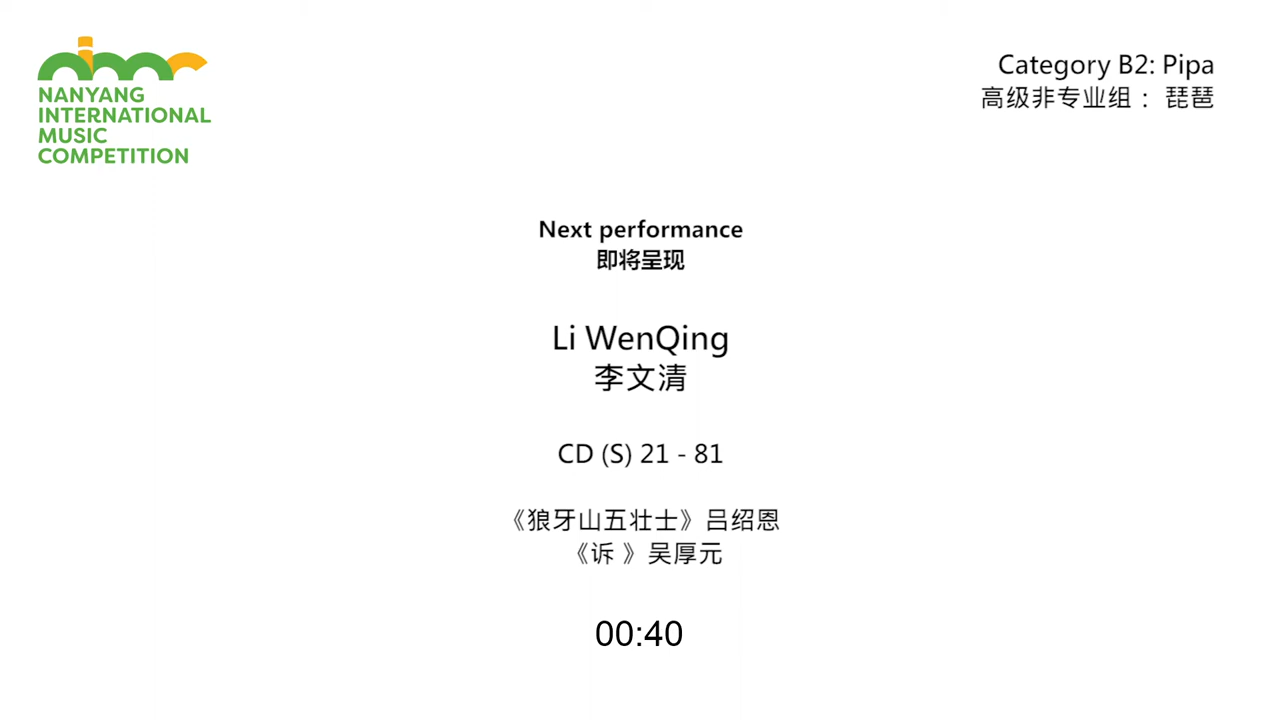 NANYANG
INTERNATIONAL
MUSIC
COMPETITION
Category B2: Pipa
高级非专业组： 琵琶
Next performance
即将呈现
Li WenQing
李文清
CD (S) 21 - 81
《狼牙山五壮士》吕绍恩
《诉 》吴厚元
00:40